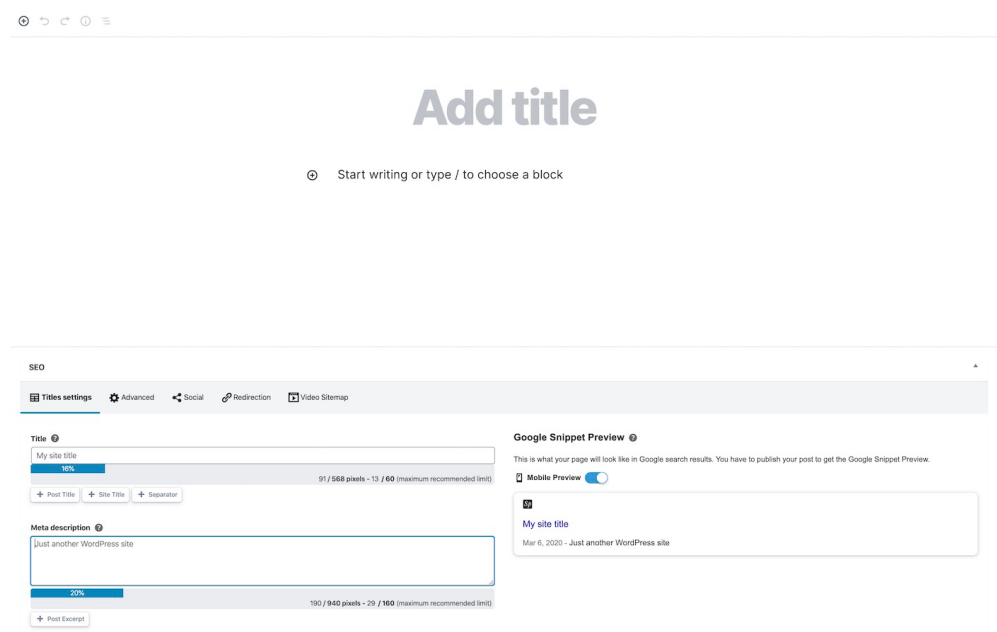 Add title
Start writing or type / to choose a block
SEO
Titles settings Advanced Social Redirection Video Sitemap
Title
My site title
16%
91 / 568 pixels - 13 / 60 (maximum recommended limit)
+ Post Title + Site Title + Separator
Meta description
Just another WordPress site
20%
190 / 940 pixels - 29 / 160 (maximum recommended limit)
+ Post Excerpt
Google Snippet Preview
This is what your page will look like in Google search results. You have to publish your post to get the Google Snippet Preview.
Mobile Preview
Sp
My site title
Mar 6, 2020 - Just another WordPress site